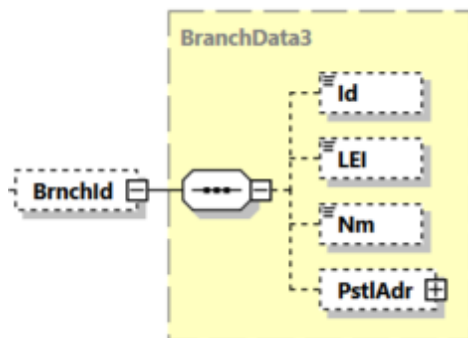 BranchData3
Id
LEI
BrnchId
Nm
PstlAdr